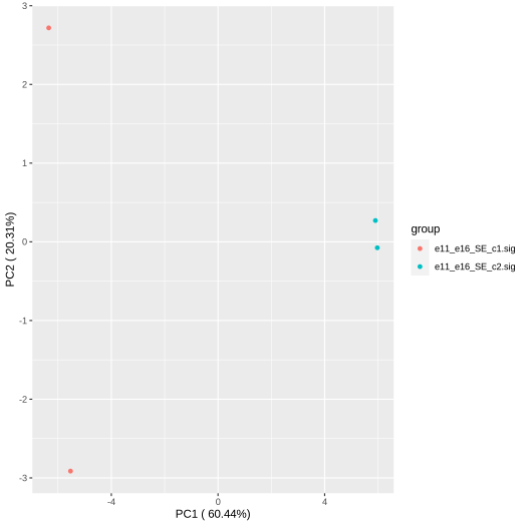 3
2
1
0
-1
-2
-3
PC2 ( 20.31%)
-4
0
4
PC1 ( 60.44%)
group
e11_e16_SE_c1.sig
e11_e16_SE_c2.sig